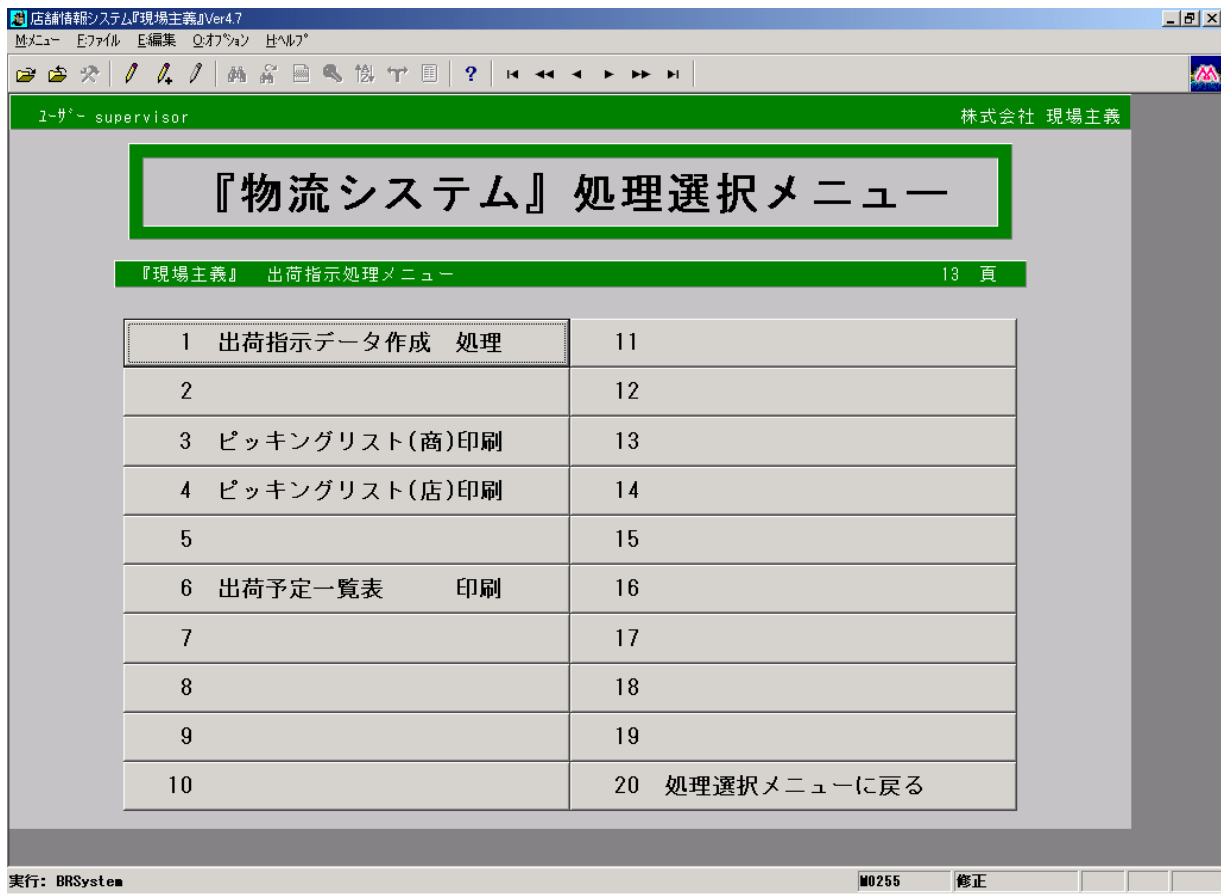 店舗情報システム『現場主義』Ver4.7
M:メニュー F:ファイル E:編集 O:オプション H:ヘルプ
?
ユーザー supervisor 株式会社 現場主義
『物流システム』処理選択メニュー
『現場主義』 出荷指示処理メニュー 13 頁
1 出荷指示データ作成 処理 11
2 12
3 ピッキングリスト(商)印刷 13
4 ピッキングリスト(店)印刷 14
5 15
6 出荷予定一覧表 印刷 16
7 17
8 18
9 19
10 20 処理選択メニューに戻る
実行: BRSystem M0255 修正